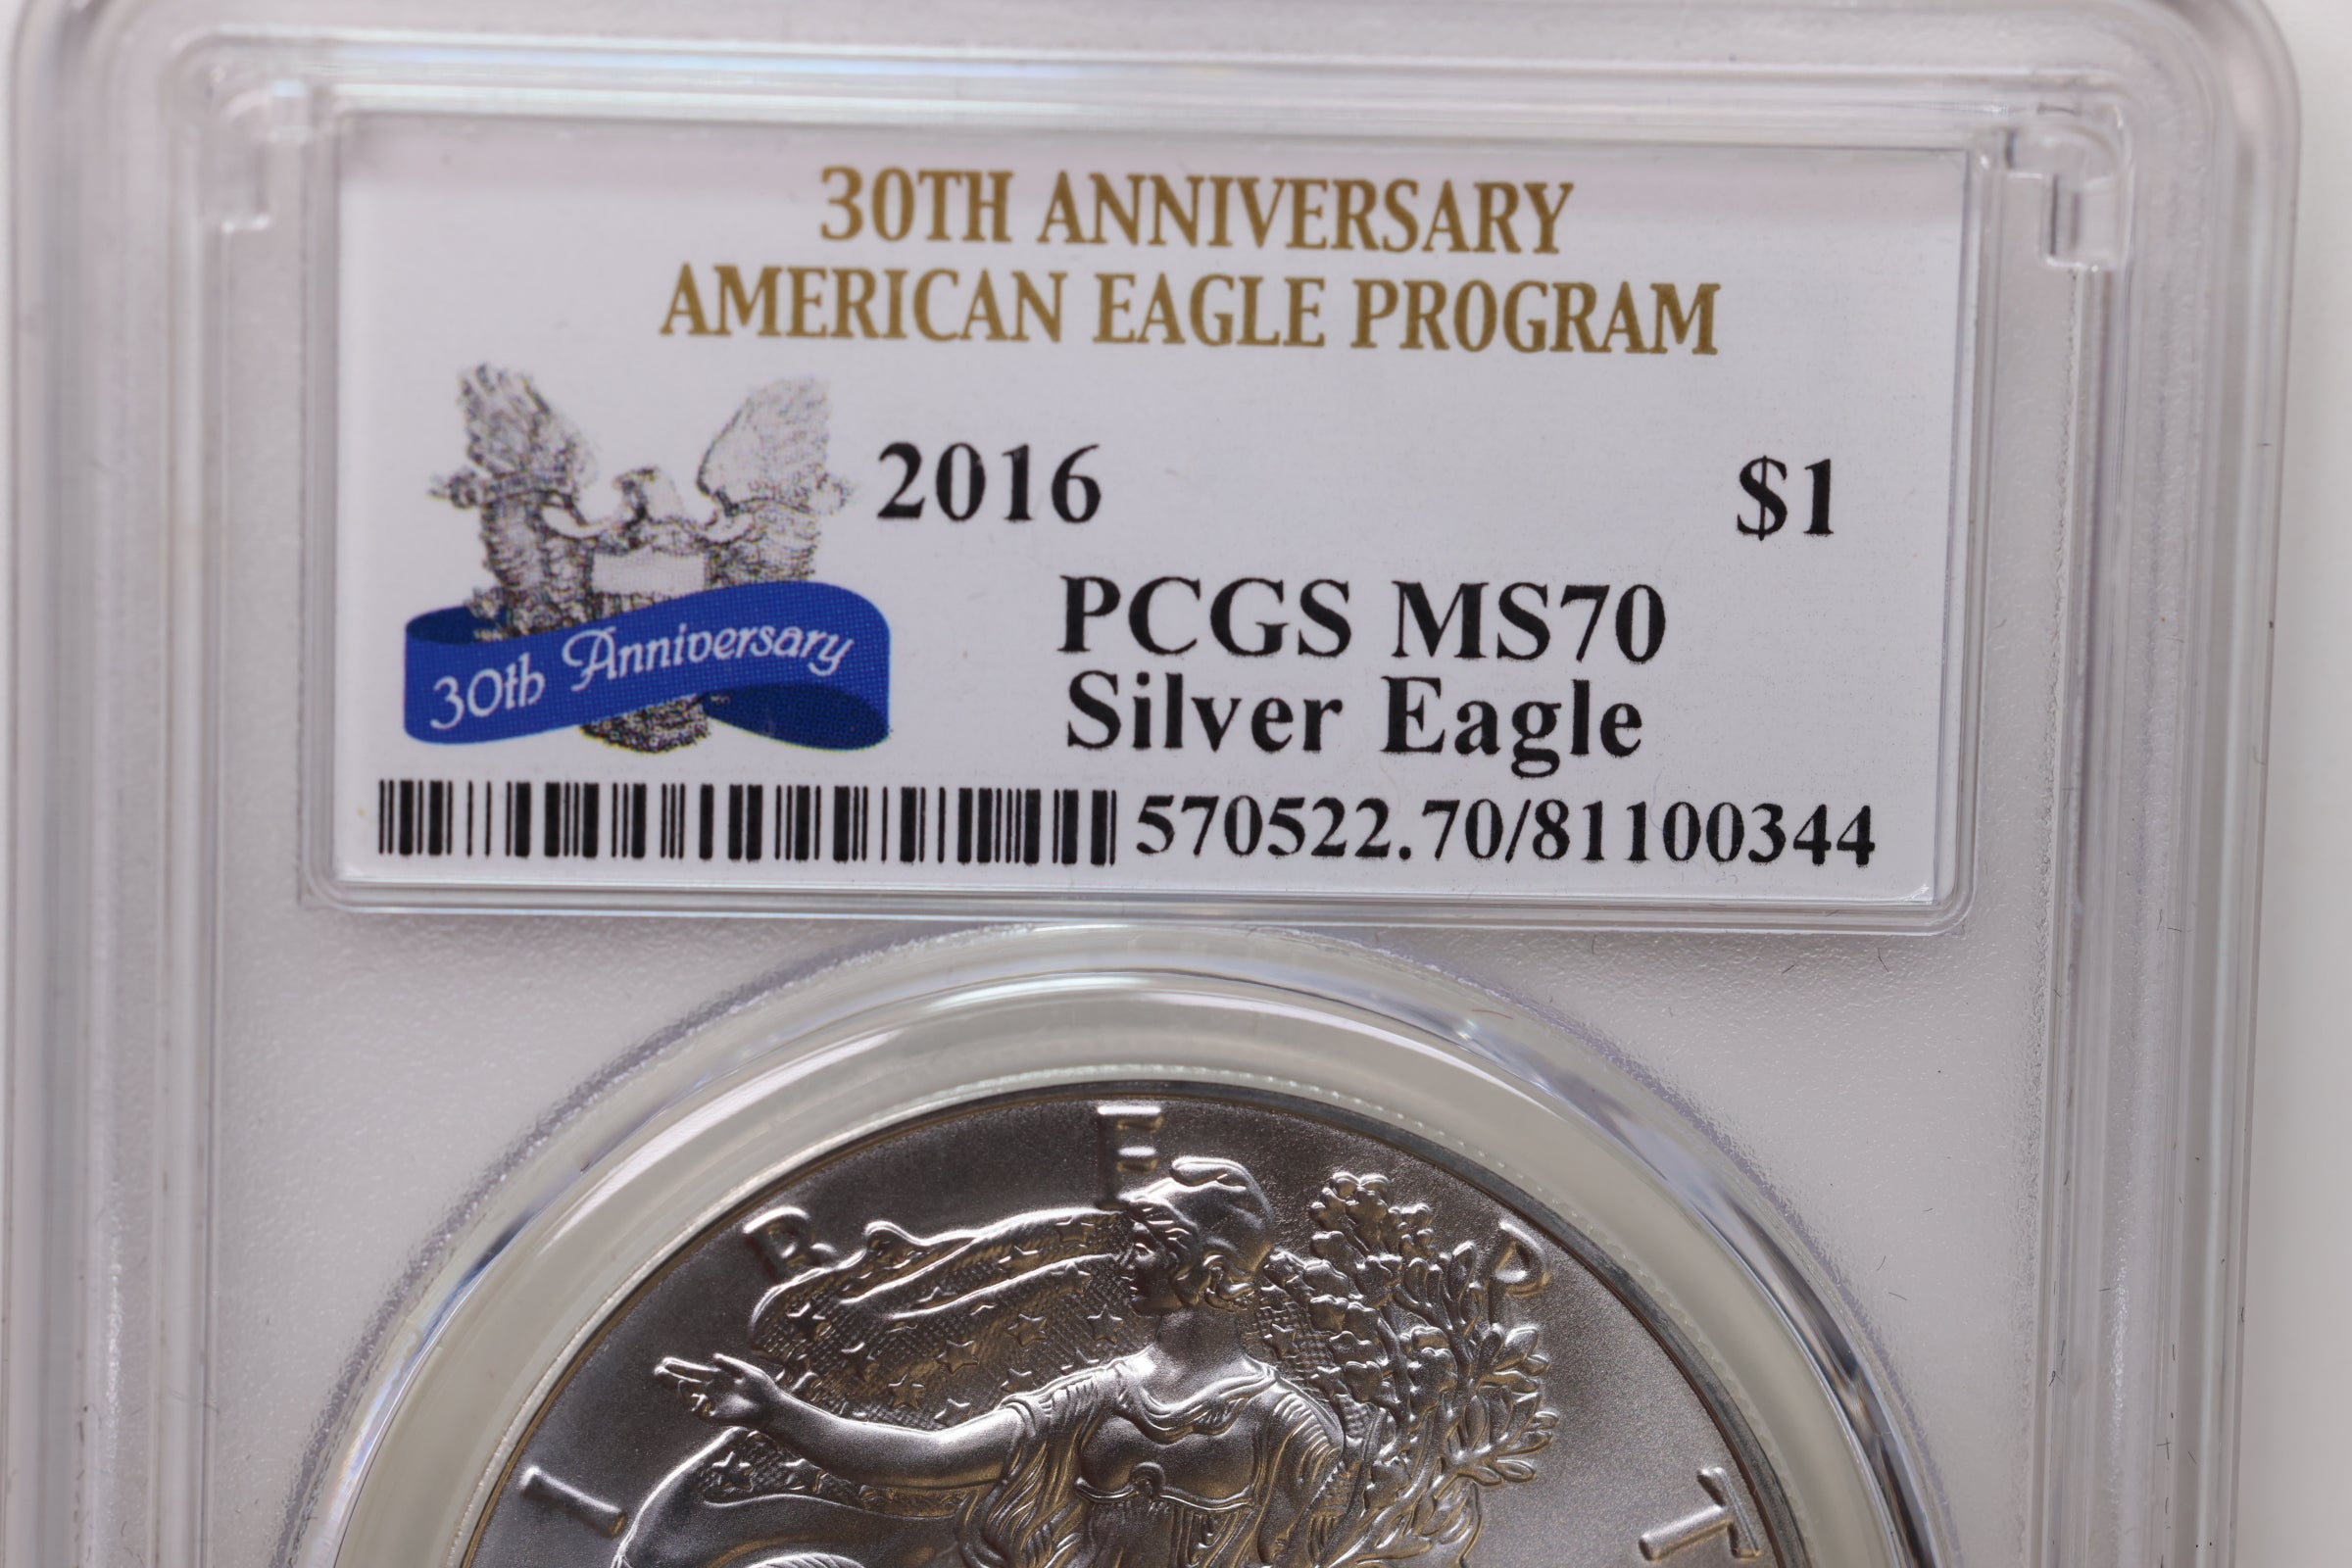 30TH ANNIVERSARY
AMERICAN EAGLE PROGRAM
2016 $1
30th Anniversary
PCGS MS70
Silver Eagle
570522.70/81100344
I B E R T